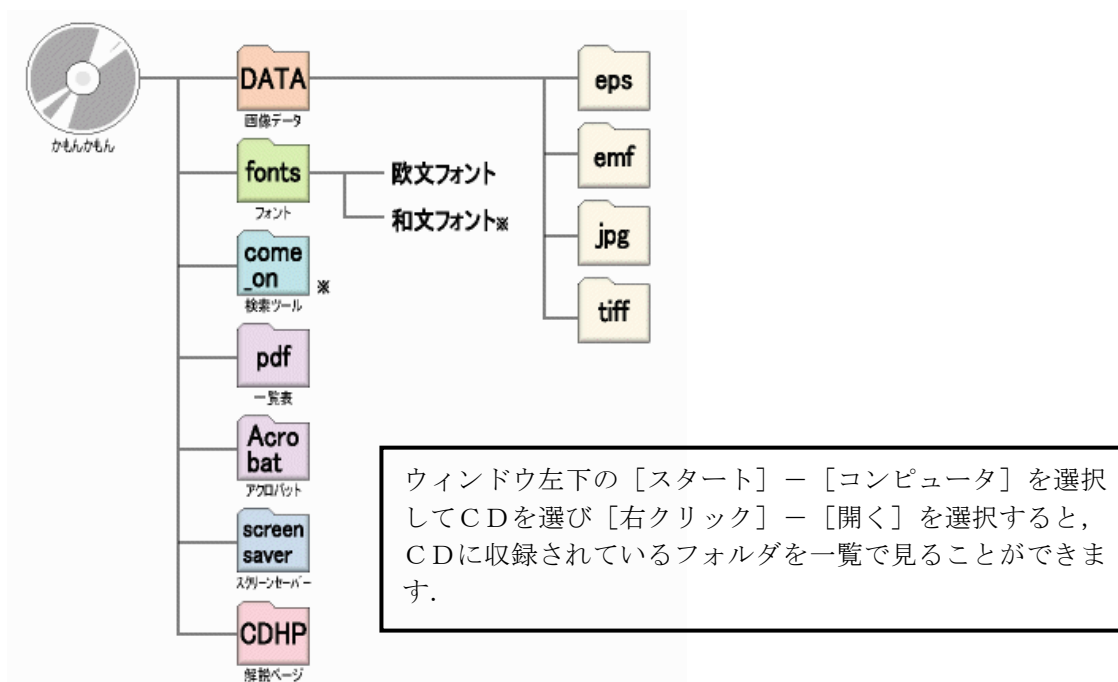 かもんかもん
DATA
画像データ
eps
emf
jpg
tiff
fonts
フォント
欧文フォント
和文フォント※
come
_on
※
検索ツール
pdf
一覧表
Acro
bat
アクロバット
screen
saver
スクリーンセーバー
CDHP
解説ページ
ウィンドウ左下の［スタート］－［コンピュータ］を選択
してＣＤを選び［右クリック］－［開く］を選択すると，
ＣＤに収録されているフォルダを一覧で見ることができま
す．